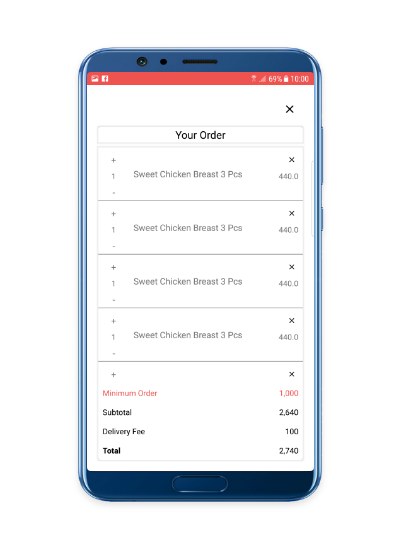 69% 10:00
×
Your Order
+ ×
1 Sweet Chicken Breast 3 Pcs 440.0
-
+ ×
1 Sweet Chicken Breast 3 Pcs 440.0
-
+ ×
1 Sweet Chicken Breast 3 Pcs 440.0
-
+ ×
1 Sweet Chicken Breast 3 Pcs 440.0
-
+ ×
Minimum Order 1,000
Subtotal 2,640
Delivery Fee 100
Total 2,740